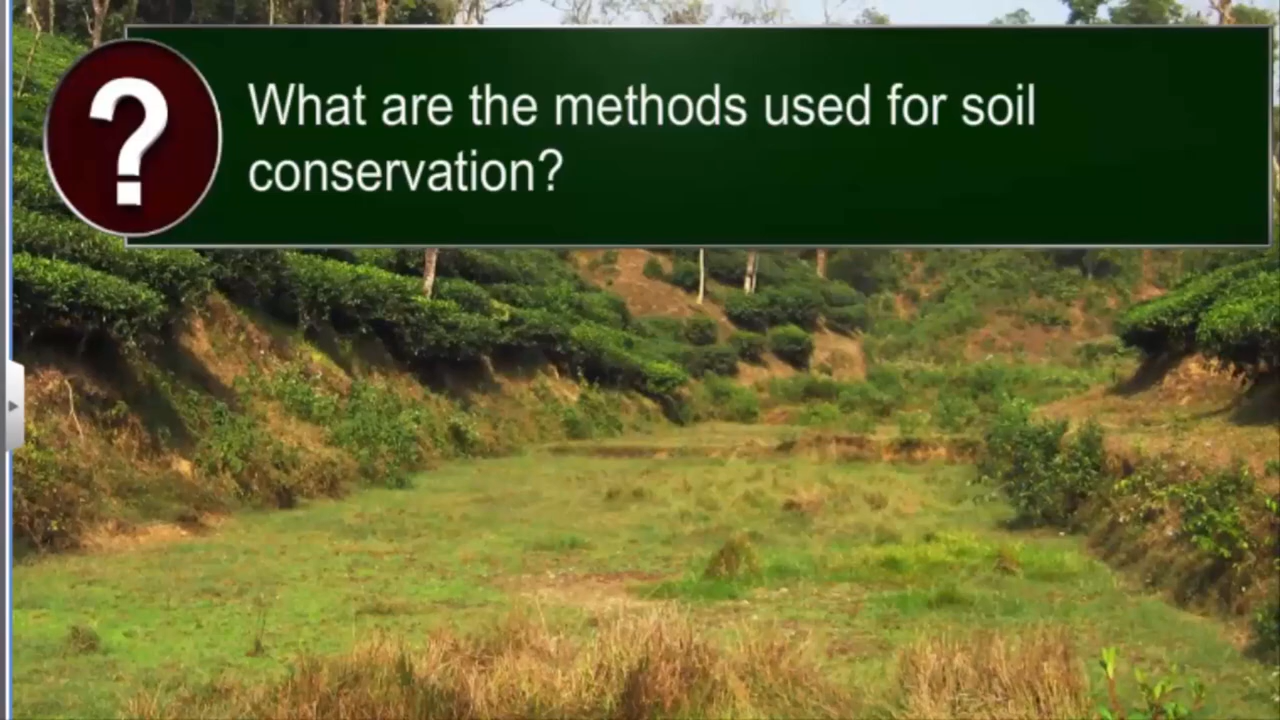 ?
What are the methods used for soil
conservation?